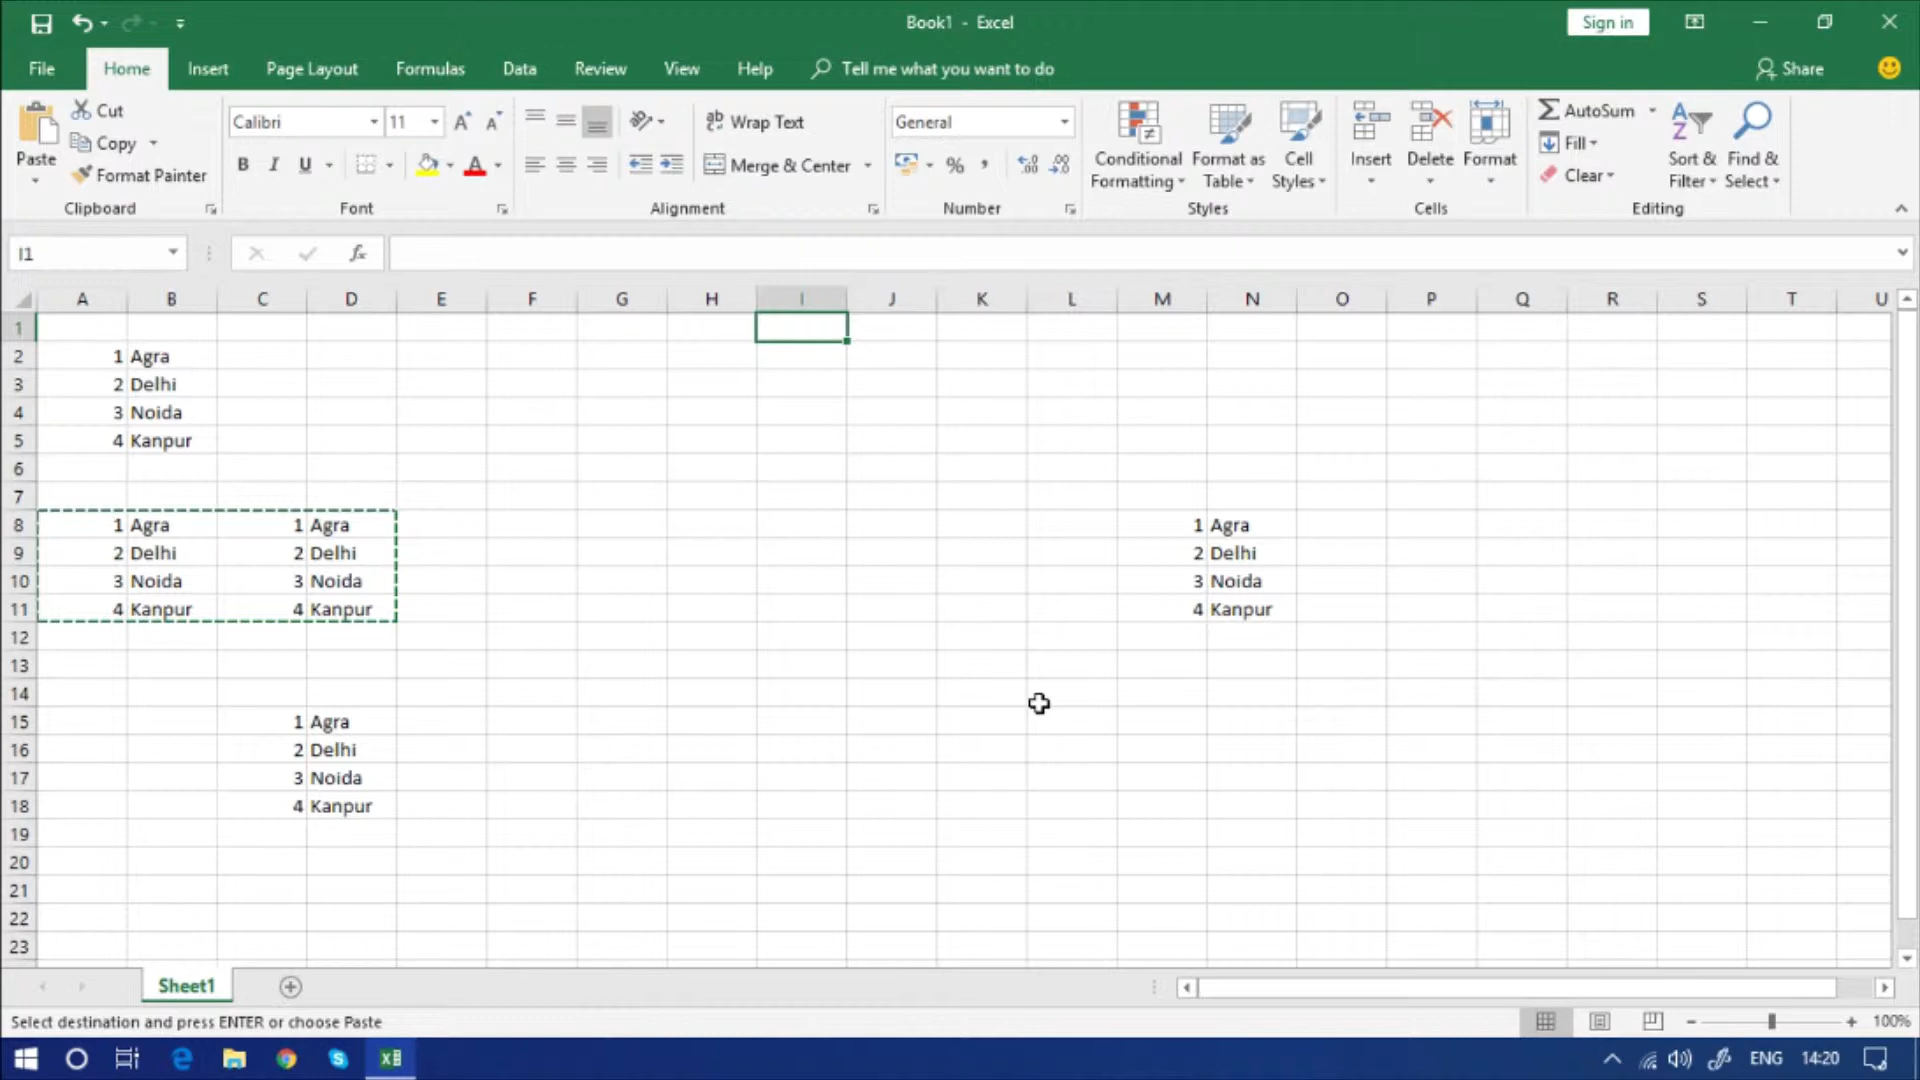 Book1 - Excel
Sign in
File Home Insert Page Layout Formulas Data Review View Help Tell me what you want to do Share
Paste
Cut
Copy
Format Painter
Clipboard
Calibri 11
B I U
Font
Wrap Text
Merge & Center
Alignment
General
%
Number
Conditional Formatting
Format as Table
Cell Styles
Styles
Insert
Delete
Format
Cells
AutoSum
Fill
Clear
Sort & Filter
Find & Select
Editing
I1
fx
A B C D E F G H I J K L M N O P Q R S T U
1
2 1 Agra
3 2 Delhi
4 3 Noida
5 4 Kanpur
6
7
8 1 Agra 1 Agra 1 Agra
9 2 Delhi 2 Delhi 2 Delhi
10 3 Noida 3 Noida 3 Noida
11 4 Kanpur 4 Kanpur 4 Kanpur
12
13
14
15 1 Agra
16 2 Delhi
17 3 Noida
18 4 Kanpur
19
20
21
22
23
Sheet1
Select destination and press ENTER or choose Paste
100%
ENG 14:20